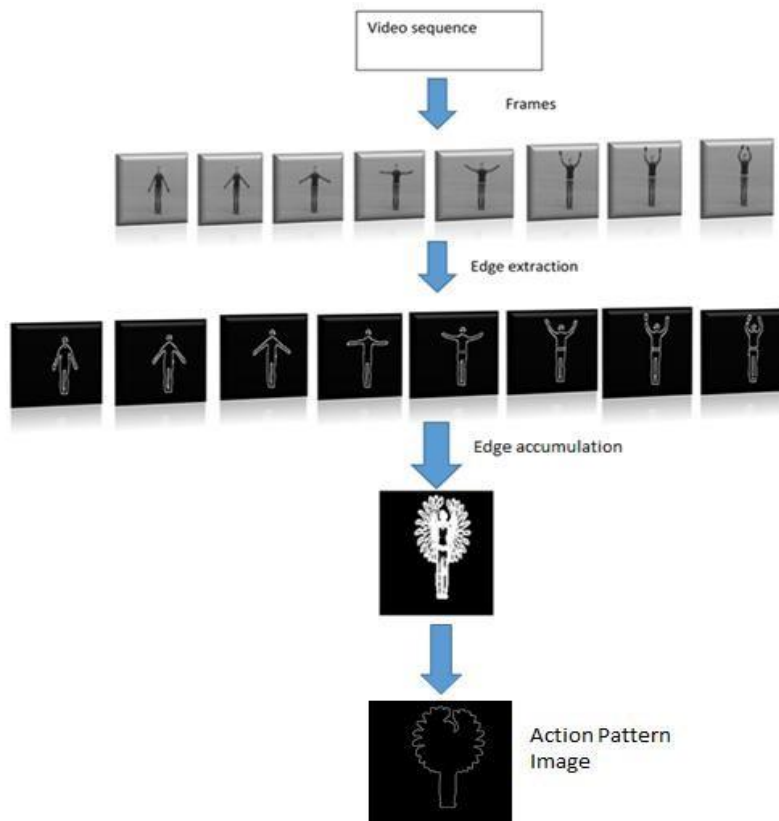 Video sequence
Frames
Edge extraction
Edge accumulation
Action Pattern
Image